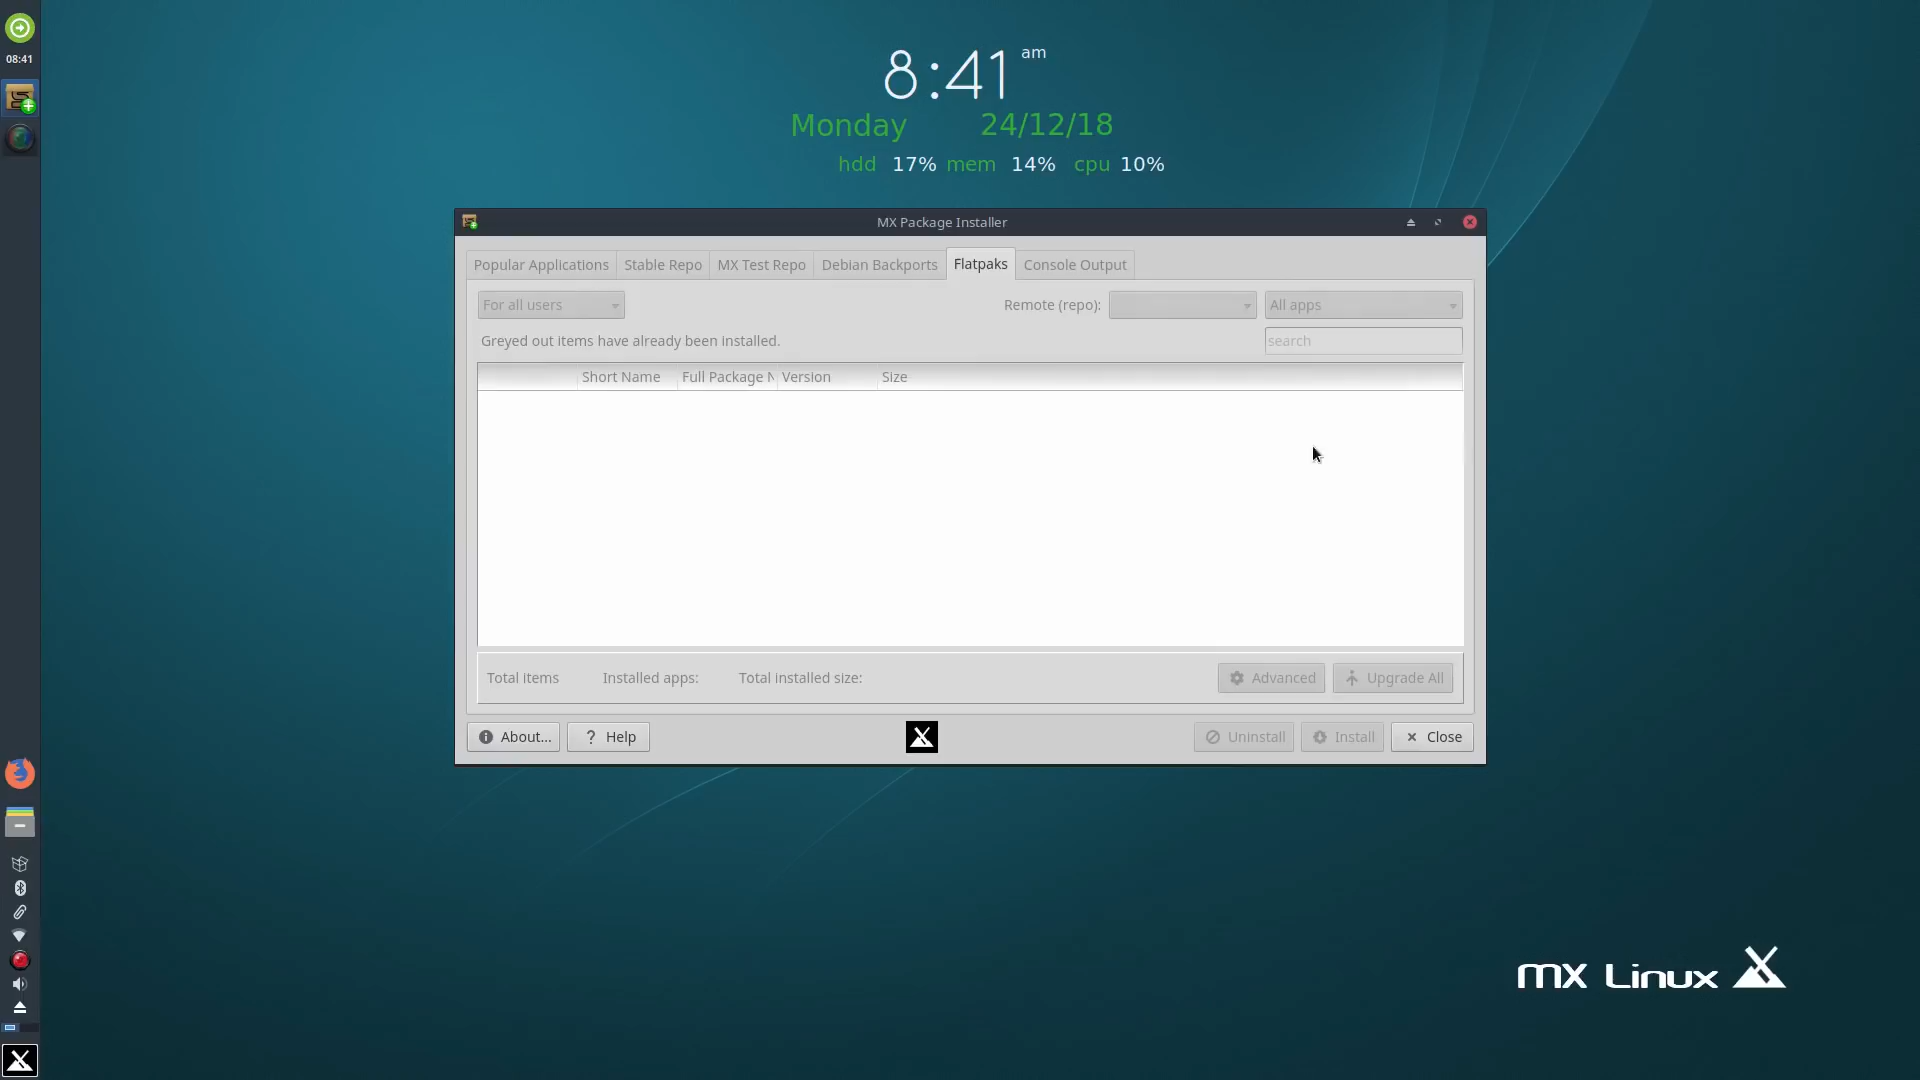 08:41
8:41 am
Monday 24/12/18
hdd 17% mem 14% cpu 10%
MX Package Installer
Popular Applications Stable Repo MX Test Repo Debian Backports Flatpaks Console Output
For all users Remote (repo): All apps
Greyed out items have already been installed. search
Short Name Full Package N Version Size
Total items Installed apps: Total installed size: Advanced Upgrade All
About... ? Help Uninstall Install Close
MX Linux